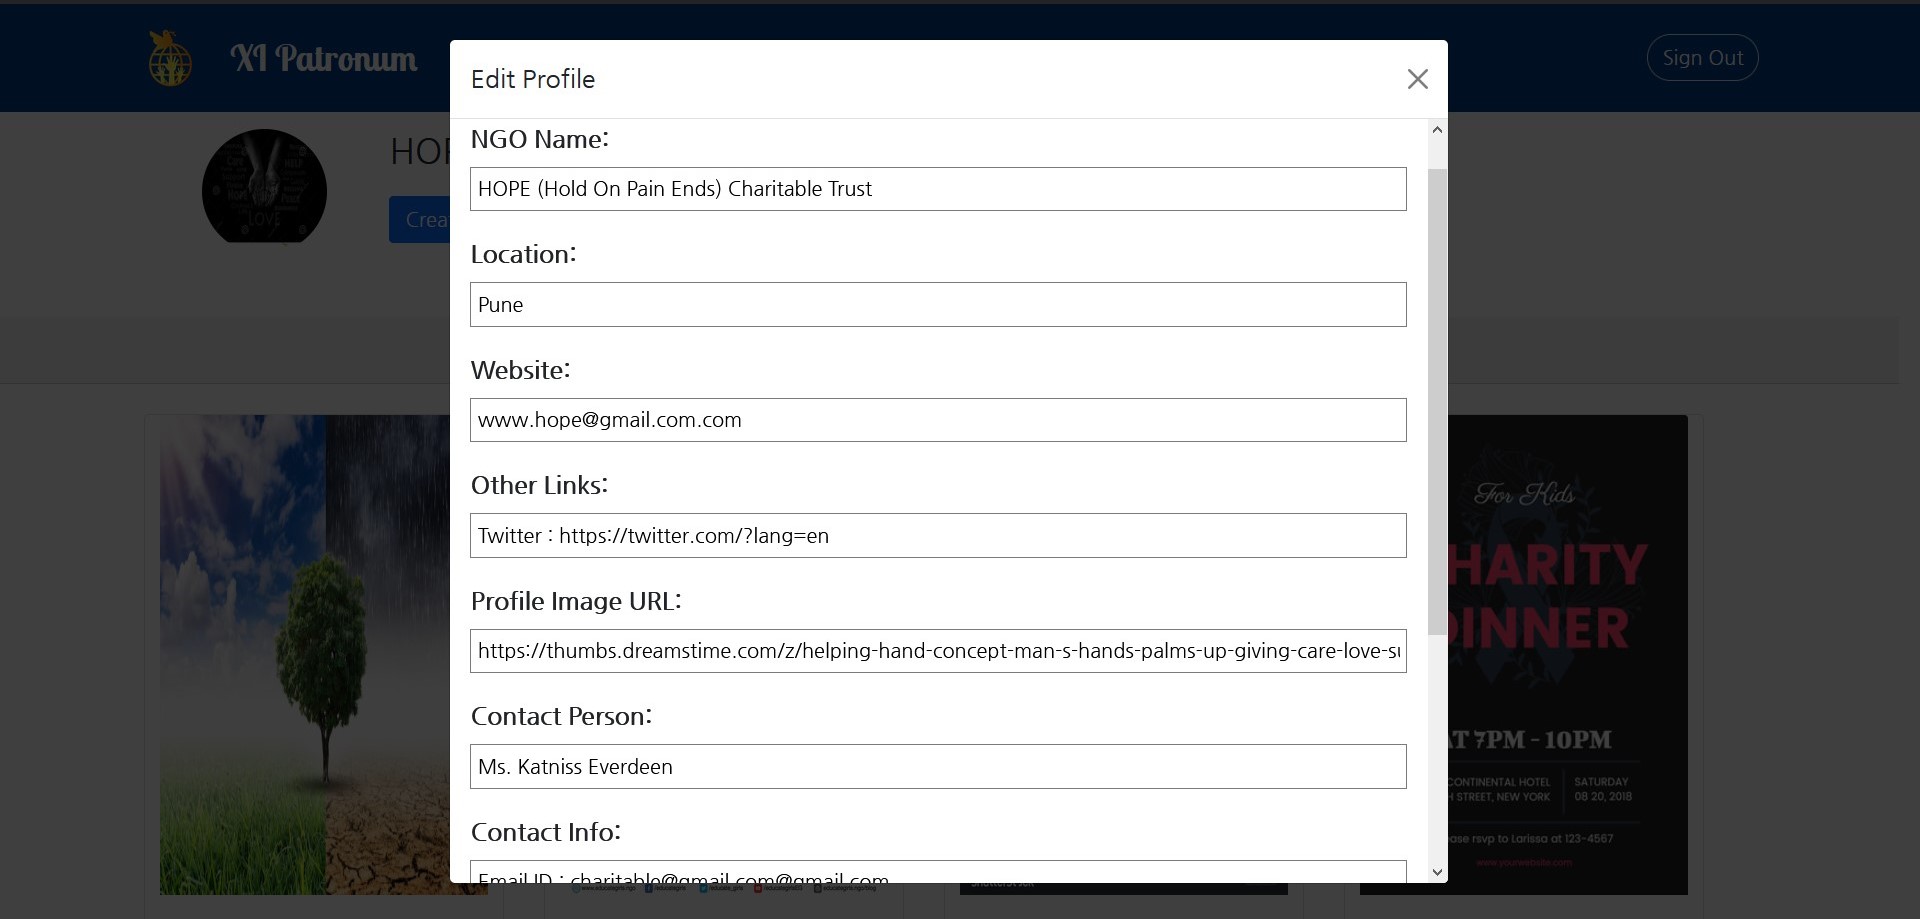 XI Patronum
Sign Out
Edit Profile
HOP
Crea
NGO Name:
HOPE (Hold On Pain Ends) Charitable Trust
Location:
Pune
Website:
www.hope@gmail.com.com
Other Links:
Twitter : https://twitter.com/?lang=en
Profile Image URL:
https://thumbs.dreamstime.com/z/helping-hand-concept-man-s-hands-palms-up-giving-care-love-su
Contact Person:
Ms. Katniss Everdeen
Contact Info:
Email ID : charitable@gmail.com@gmail.com
LOVE
For Kids
HARITY
DINNER
AT 7PM - 10PM
CONTINENTAL HOTEL
H STREET, NEW YORK
SATURDAY
08 20, 2018
ease rsvp to Larissa at 123-4567
www.yourwebsite.com